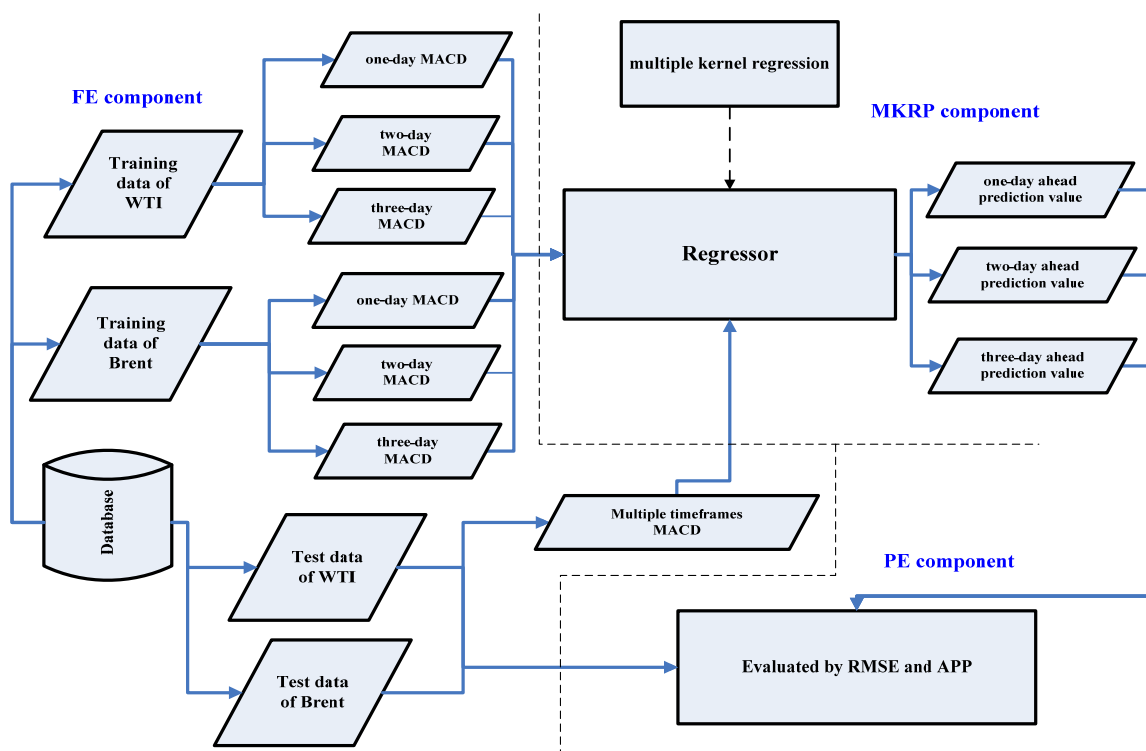 FE component
one-day MACD
two-day
MACD
three-day
MACD
Training
data of
WTI
one-day MACD
two-day
MACD
three-day
MACD
Training
data of
Brent
Database
Test data
of WTI
Test data
of Brent
Multiple timeframes
MACD
multiple kernel regression
MKRP component
Regressor
one-day ahead
prediction value
two-day ahead
prediction value
three-day ahead
prediction value
PE component
Evaluated by RMSE and APP